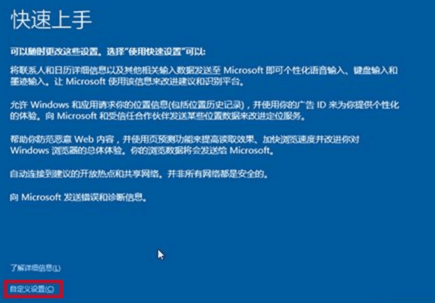 快速上手
可以随时更改这些设置。选择"使用快速设置"可以:
将联系人和日历详细信息以及其他相关输入数据发送至 Microsoft 即可个性化语音输入、键盘输入和
墨迹输入。让 Microsoft 使用该信息来改进建议和识别平台。
允许 Windows 和应用请求你的位置信息(包括位置历史记录)，并使用你的广告 ID 来为你提供个性化
的体验。向 Microsoft 和受信任合作伙伴发送某些位置数据来改进定位服务。
帮助你防范恶意 Web 内容，并使用页预测功能来提高读取效果、加快浏览速度并改进你对
Windows 浏览器的总体体验。你的浏览数据将会发送给 Microsoft。
自动连接到建议的开放热点和共享网络。并非所有网络都是安全的。
向 Microsoft 发送错误和诊断信息。
了解详细信息(L)
自定义设置(C)